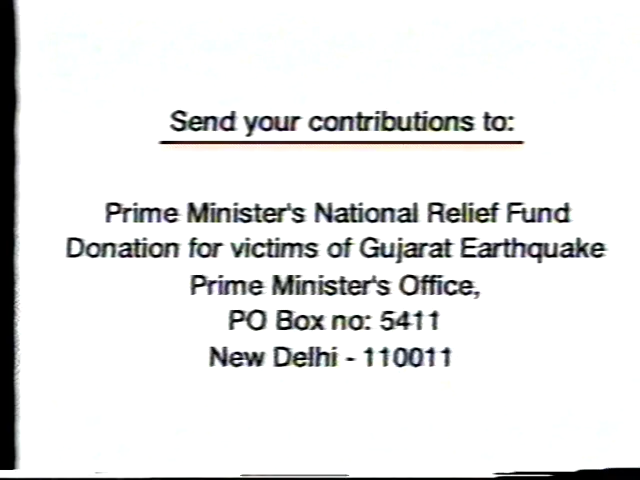 Send your contributions to:
Prime Minister's National Relief Fund
Donation for victims of Gujarat Earthquake
Prime Minister's Office,
PO Box no: 5411
New Delhi - 110011